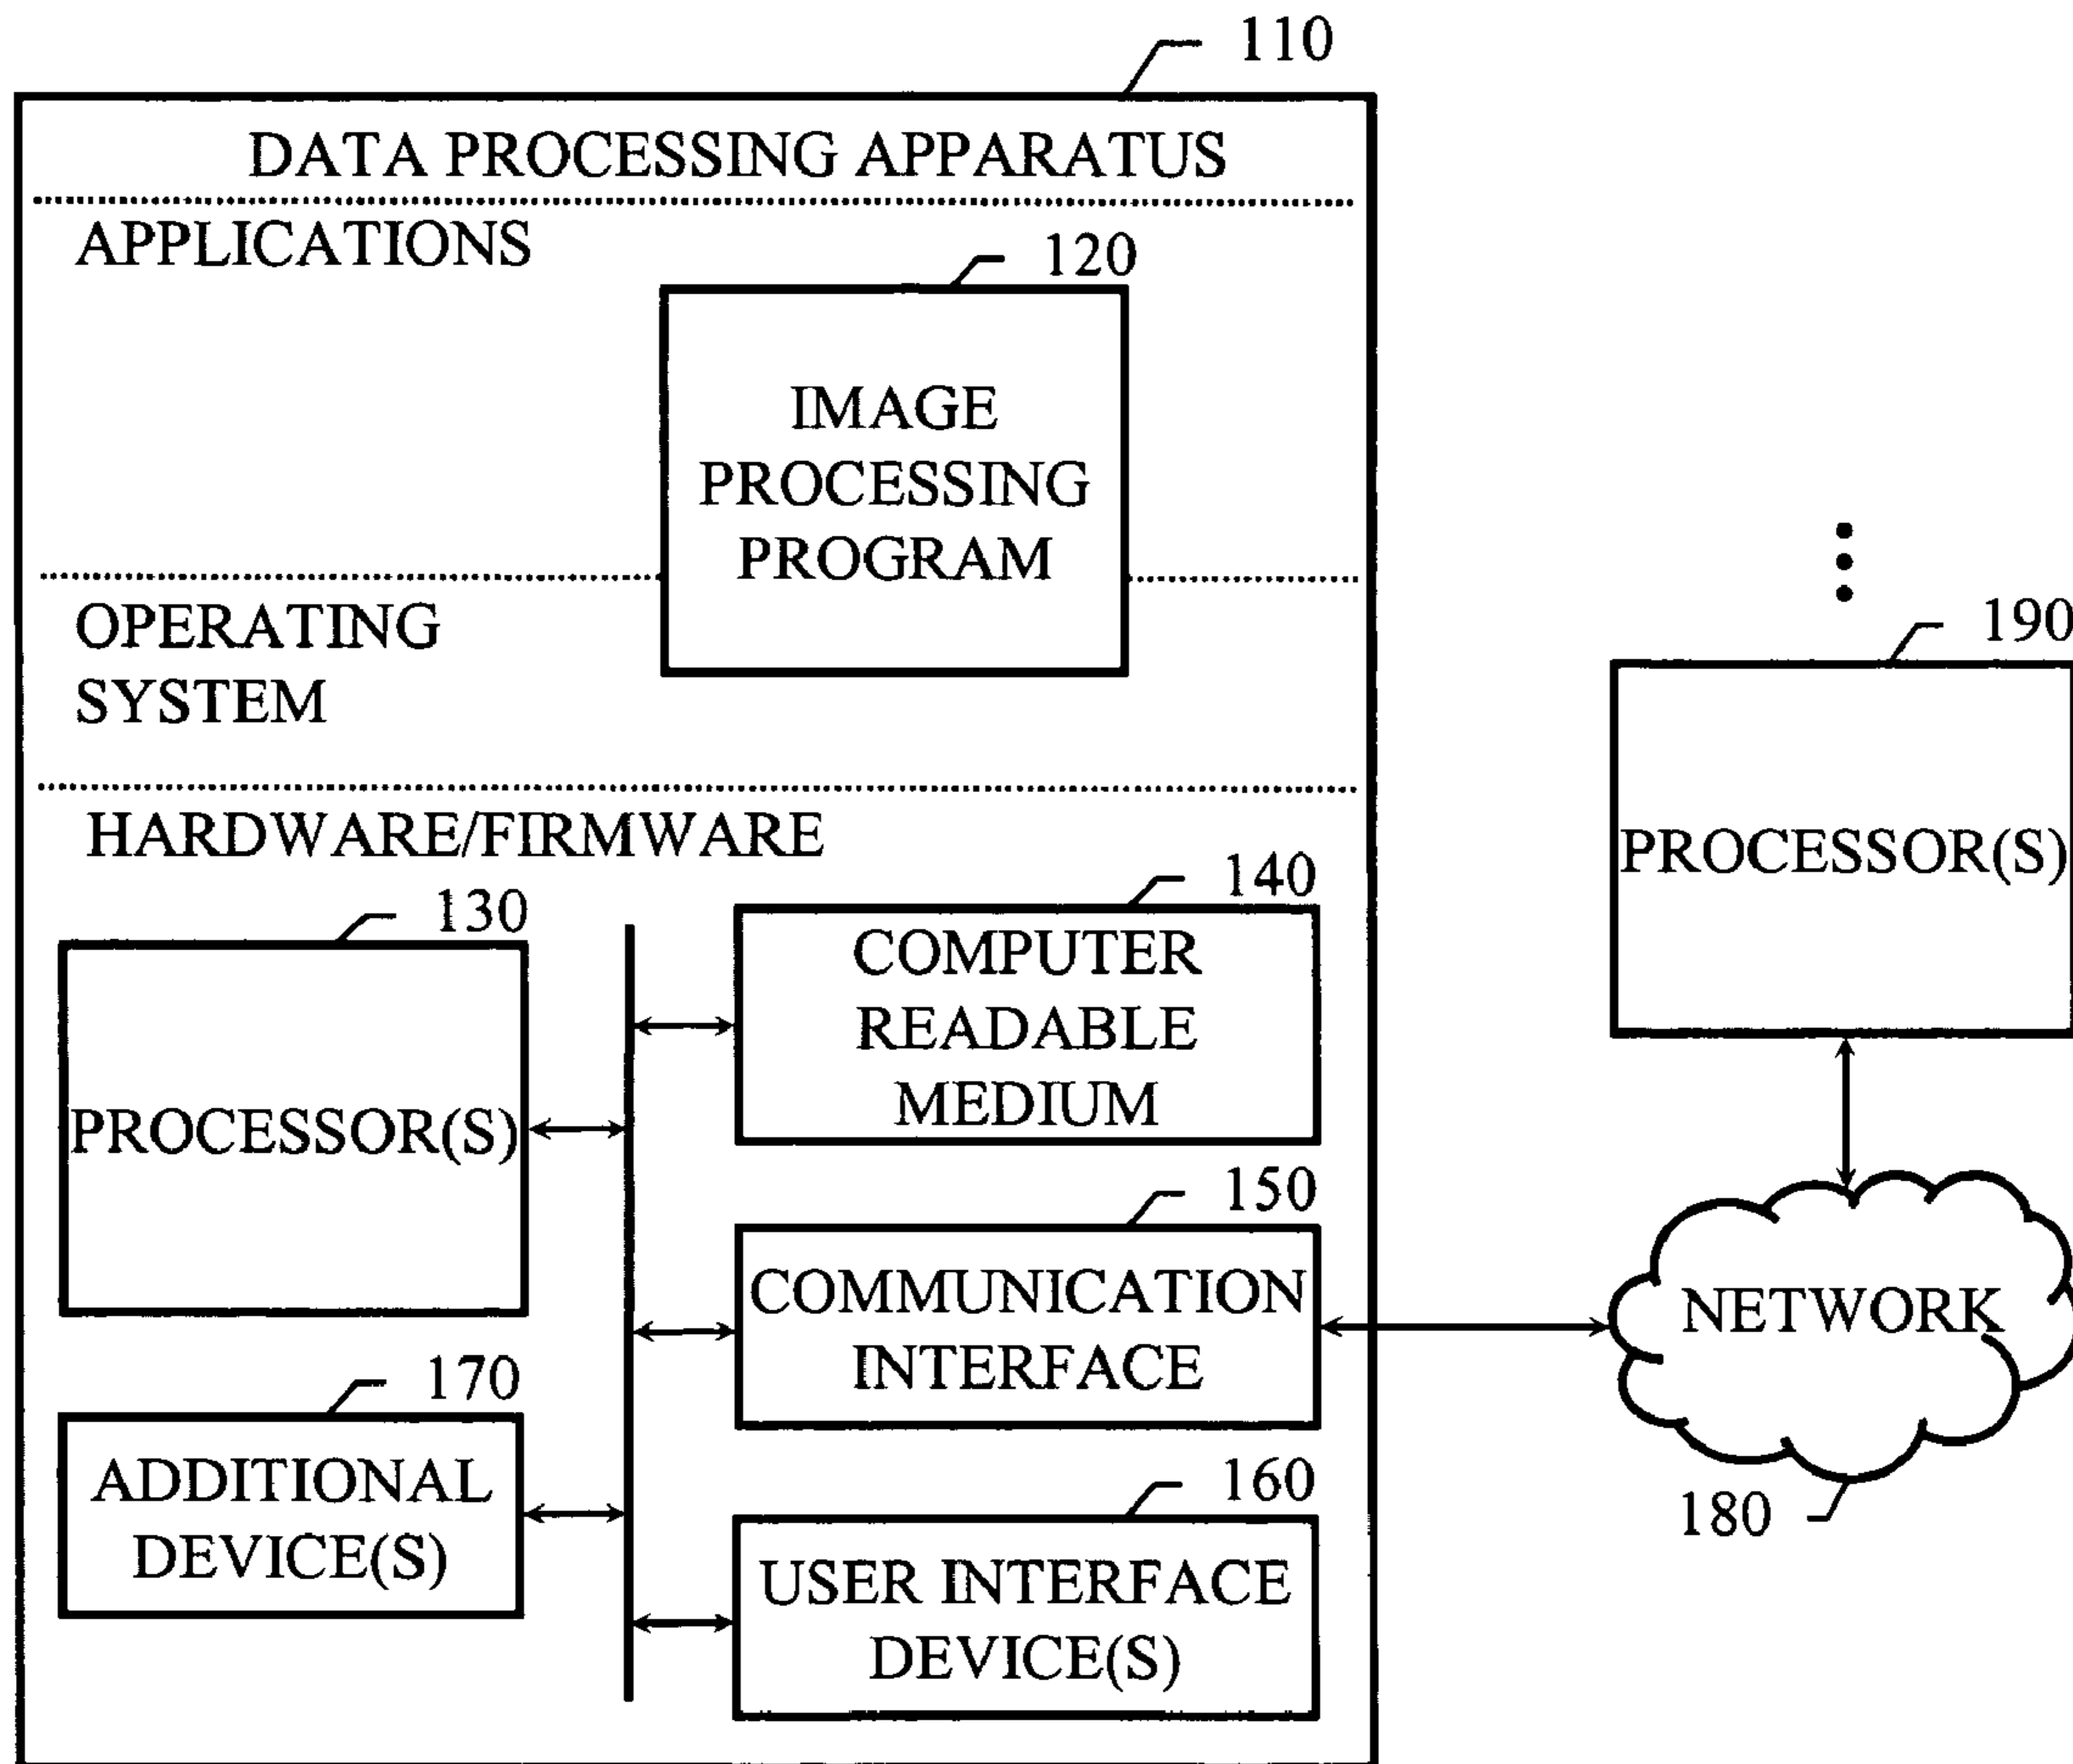 110
DATA PROCESSING APPARATUS
APPLICATIONS
120
IMAGE
PROCESSING
PROGRAM
OPERATING
SYSTEM
190
PROCESSOR(S)
HARDWARE/FIRMWARE
130
PROCESSOR(S)
140
COMPUTER
READABLE
MEDIUM
150
COMMUNICATION
INTERFACE
NETWORK
180
170
ADDITIONAL
DEVICE(S)
160
USER INTERFACE
DEVICE(S)